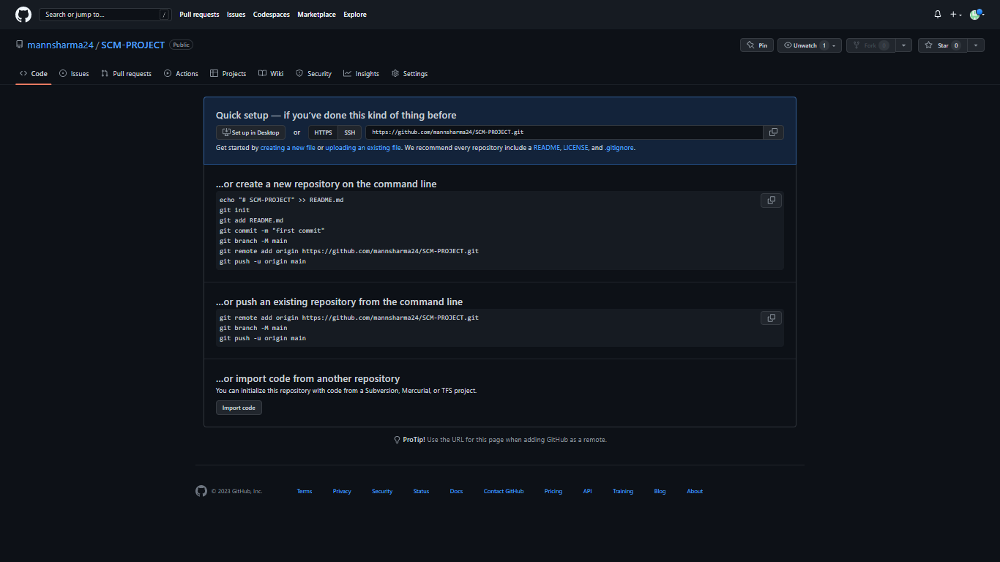 Search or jump to... /
Pull requests Issues Codespaces Marketplace Explore
mannsharma24 / SCM-PROJECT Public
Pin Unwatch 1 Fork 0 Star 0
Code Issues Pull requests Actions Projects Wiki Security Insights Settings
Quick setup — if you’ve done this kind of thing before
Set up in Desktop or HTTPS SSH https://github.com/mannsharma24/SCM-PROJECT.git
Get started by creating a new file or uploading an existing file. We recommend every repository include a README, LICENSE, and .gitignore.
…or create a new repository on the command line
echo "# SCM-PROJECT" >> README.md
git init
git add README.md
git commit -m "first commit"
git branch -M main
git remote add origin https://github.com/mannsharma24/SCM-PROJECT.git
git push -u origin main
…or push an existing repository from the command line
git remote add origin https://github.com/mannsharma24/SCM-PROJECT.git
git branch -M main
git push -u origin main
…or import code from another repository
You can initialize this repository with code from a Subversion, Mercurial, or TFS project.
Import code
ProTip! Use the URL for this page when adding GitHub as a remote.
© 2023 GitHub, Inc. Terms Privacy Security Status Docs Contact GitHub Pricing API Training Blog About